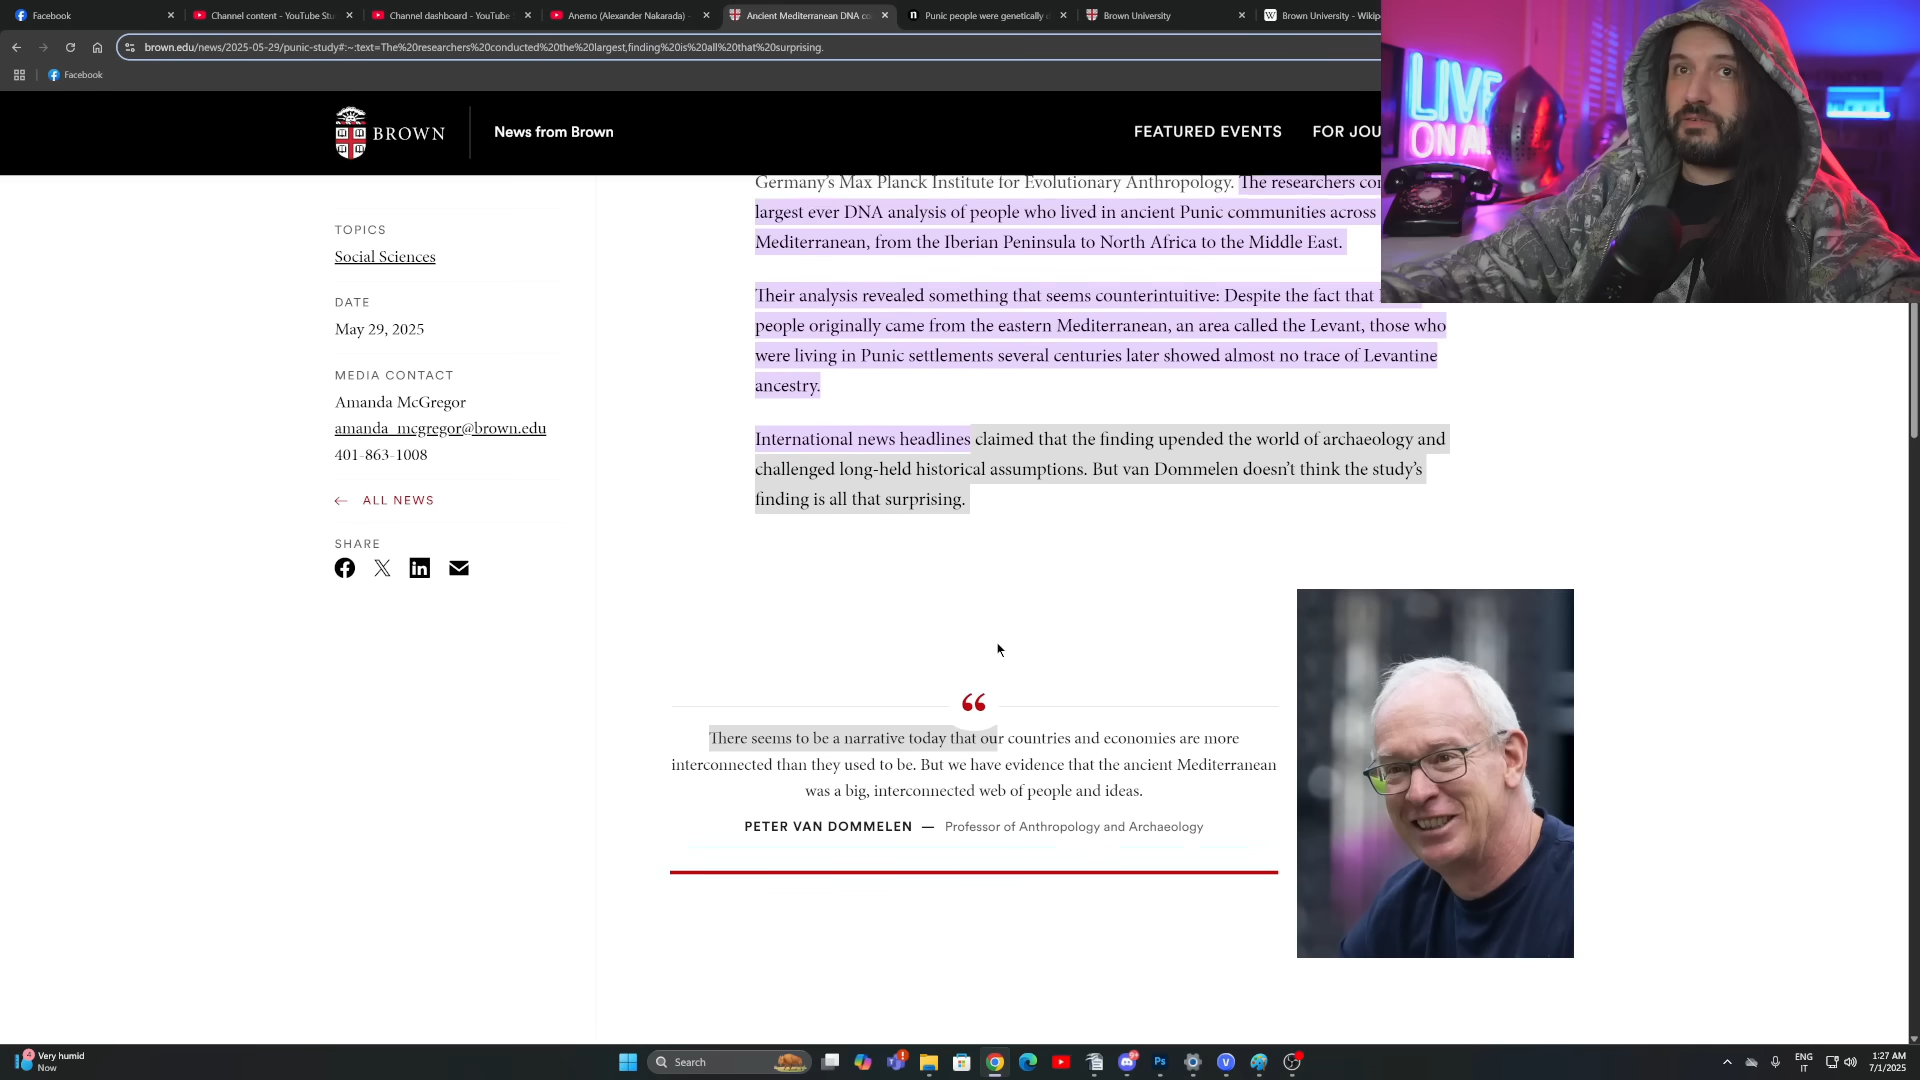 Facebook
Channel content - YouTube Stu
Channel dashboard - YouTube
Anemo (Alexander Nakarada) -
Ancient Mediterranean DNA co
Punic people were genetically
Brown University
Brown University - Wikip
brown.edu/news/2025-05-29/punic-study#:~:text=The%20researchers%20conducted%20the%20largest,finding%20is%20all%20that%20surprising.
Facebook
BROWN
News from Brown
FEATURED EVENTS
FOR JOU
LIVE
ON AI
Germany's Max Planck Institute for Evolutionary Anthropology. The researchers con
largest ever DNA analysis of people who lived in ancient Punic communities across
Mediterranean, from the Iberian Peninsula to North Africa to the Middle East.
Their analysis revealed something that seems counterintuitive: Despite the fact that
people originally came from the eastern Mediterranean, an area called the Levant, those who
were living in Punic settlements several centuries later showed almost no trace of Levantine
ancestry.
International news headlines claimed that the finding upended the world of archaeology and
challenged long-held historical assumptions. But van Dommelen doesn't think the study's
finding is all that surprising.
TOPICS
Social Sciences
DATE
May 29, 2025
MEDIA CONTACT
Amanda McGregor
amanda_mcgregor@brown.edu
401-863-1008
ALL NEWS
SHARE
“
There seems to be a narrative today that our countries and economies are more
interconnected than they used to be. But we have evidence that the ancient Mediterranean
was a big, interconnected web of people and ideas.
PETER VAN DOMMELEN — Professor of Anthropology and Archaeology
4
Very humid
Now
Search
Ps
V
ENG
IT
1:27 AM
7/1/2025